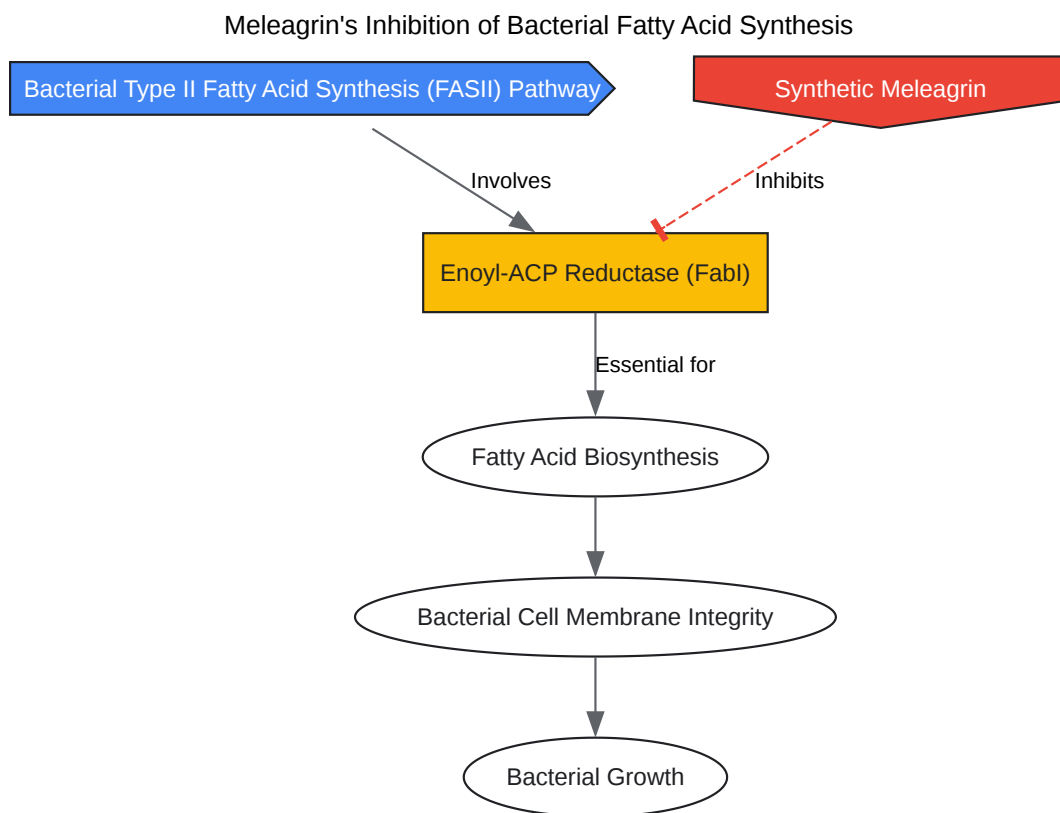 Meleagrin's Inhibition of Bacterial Fatty Acid Synthesis
Bacterial Type II Fatty Acid Synthesis (FASII) Pathway
Synthetic Meleagrin
Involves
Inhibits
Enoyl-ACP Reductase (FabI)
Essential for
Fatty Acid Biosynthesis
Bacterial Cell Membrane Integrity
Bacterial Growth